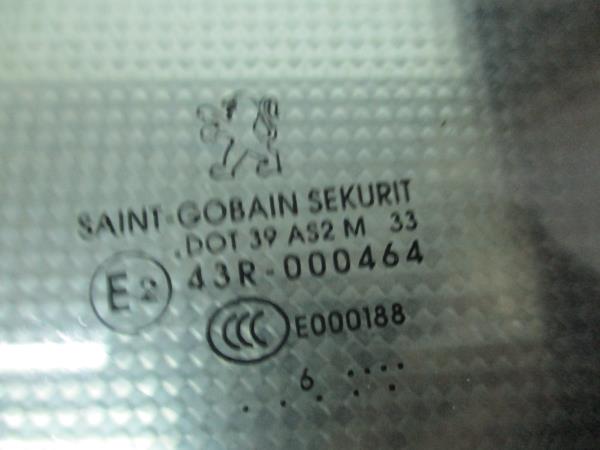 SAINT-GOBAIN SEKURIT
.DOT 39 AS2 M 33
E2 43R-000464
CCC E000188
. . 6 . .....